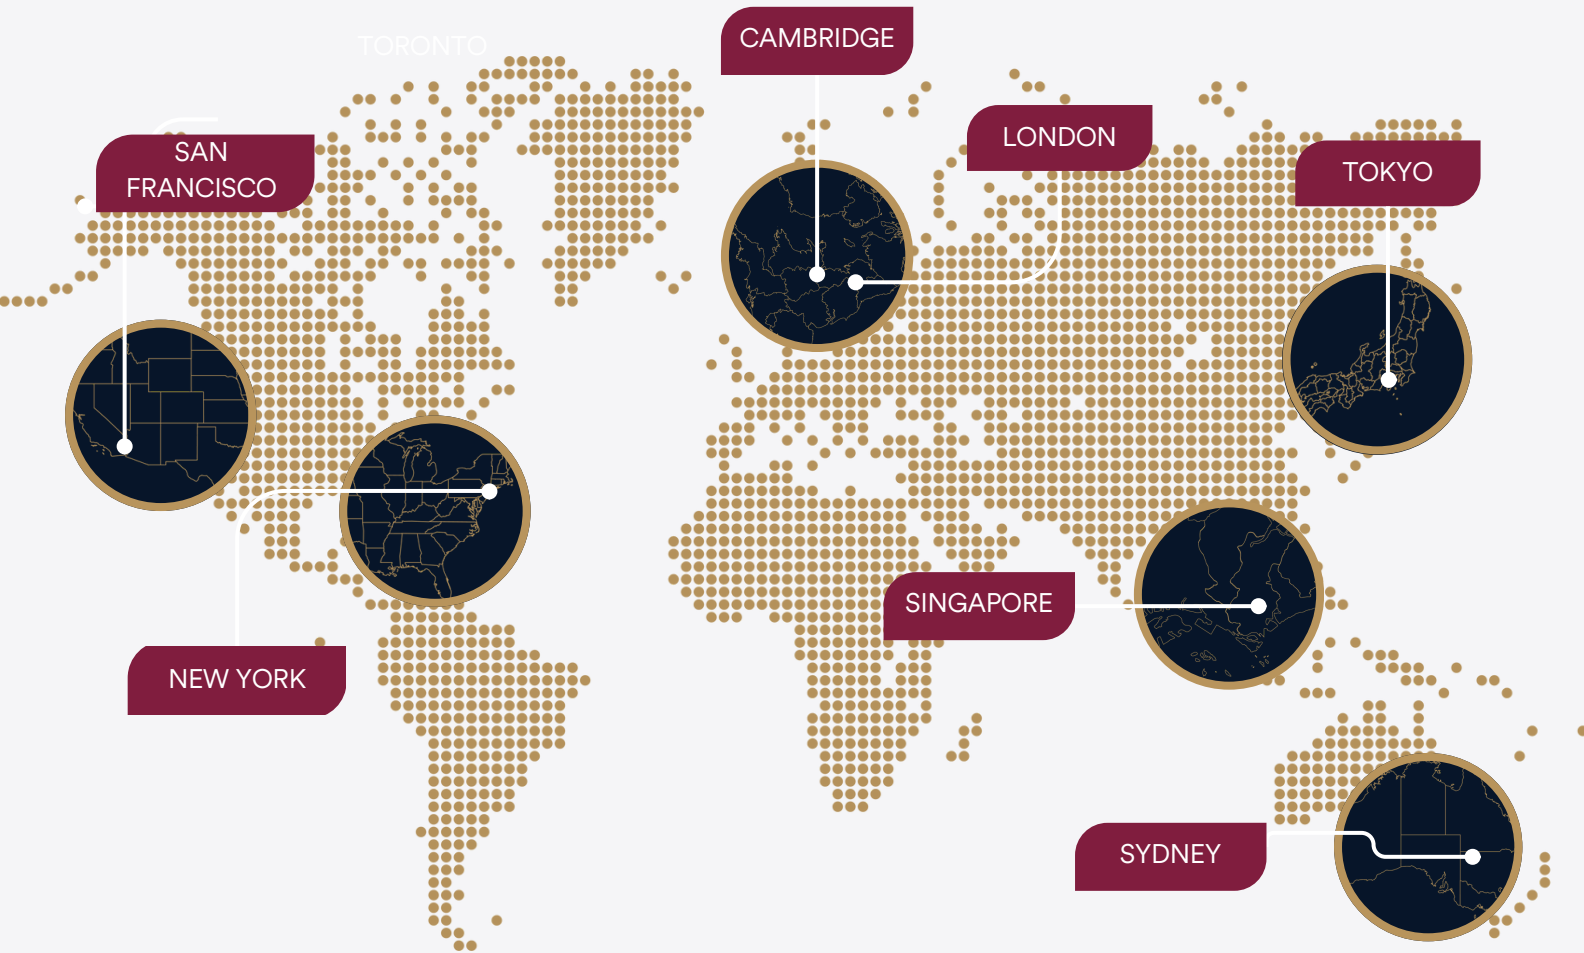 TORONTO
CAMBRIDGE
LONDON
SAN
FRANCISCO
TOKYO
SINGAPORE
NEW YORK
SYDNEY